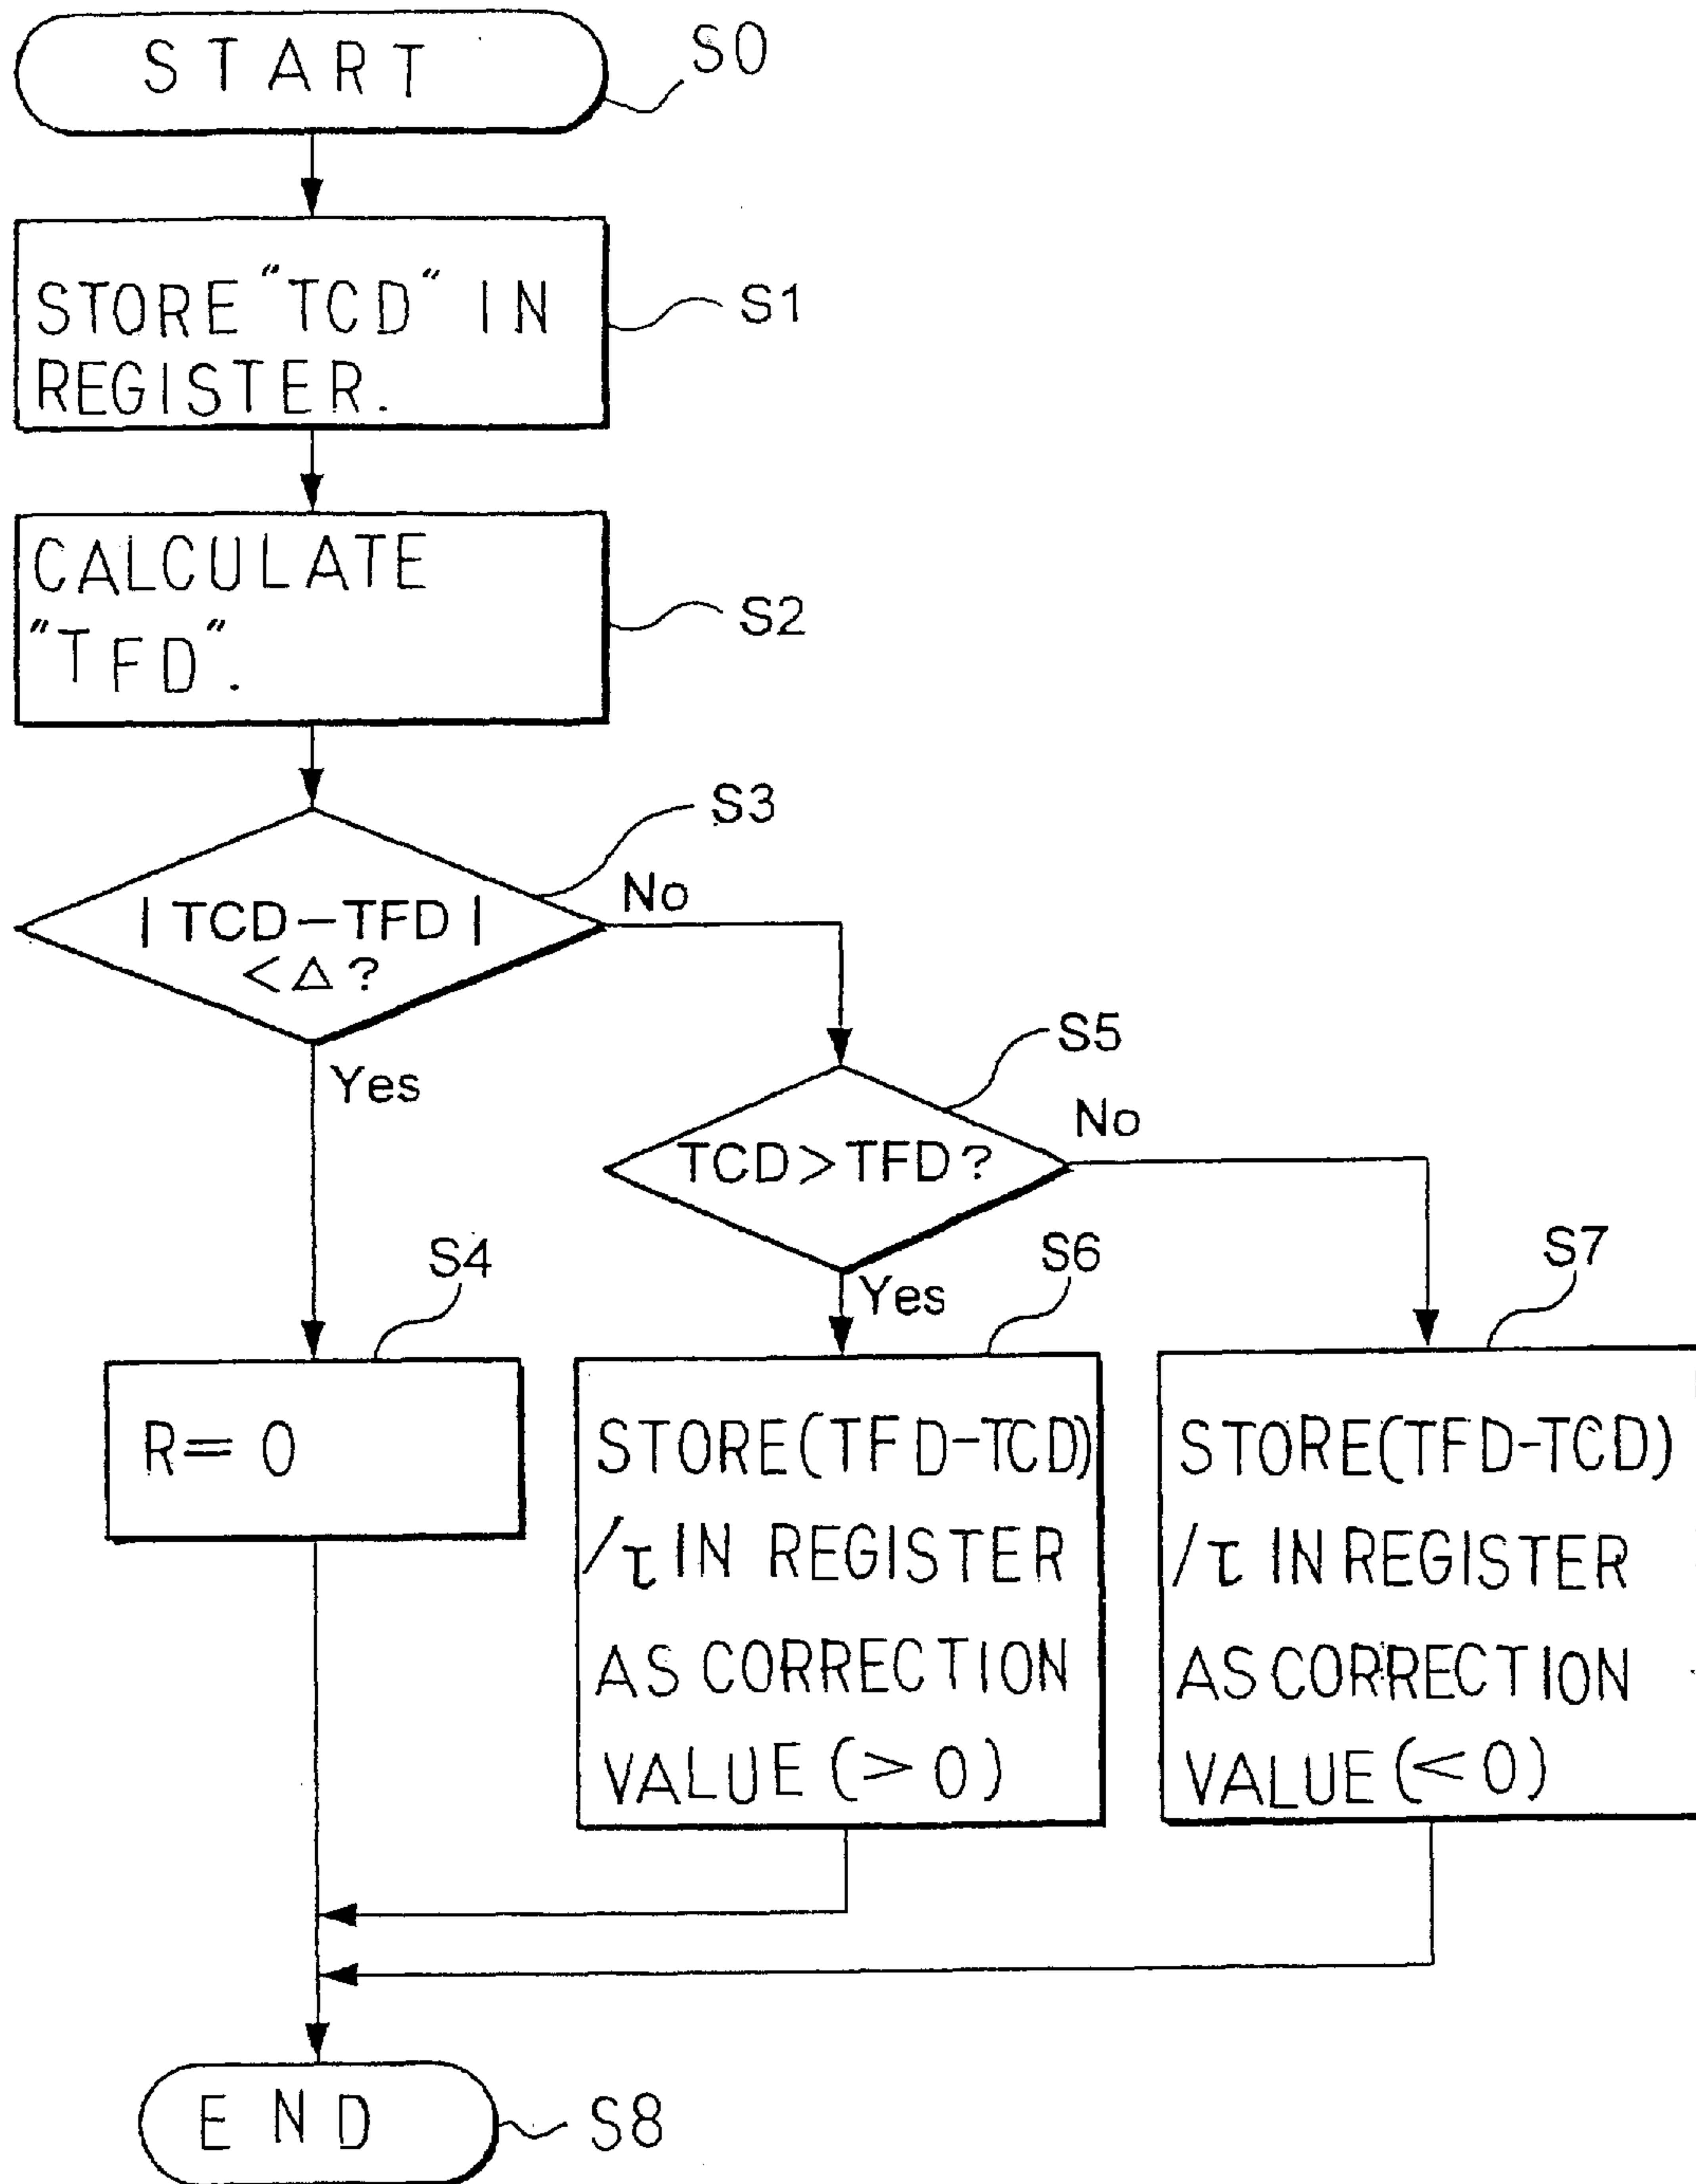 START
S0
STORE "TCD" IN
REGISTER.
S1
CALCULATE
"TFD".
S2
S3
| TCD-TFD |
<△?
No
Yes
S5
TCD>TFD?
No
Yes
S4
R=0
S6
STORE(TFD-TCD)
/τ IN REGISTER
AS CORRECTION
VALUE (>0)
S7
STORE(TFD-TCD)
/τ IN REGISTER
AS CORRECTION
VALUE (<0)
END
S8